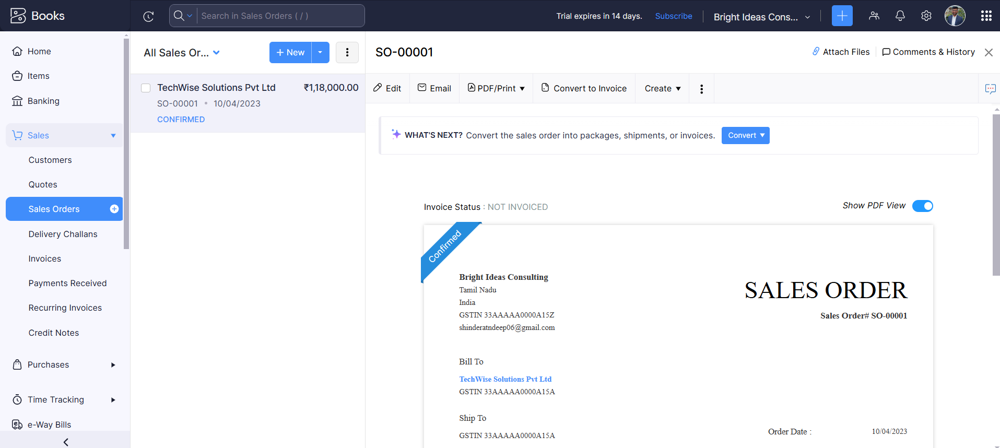 Books
Search in Sales Orders ( / )
Trial expires in 14 days.
Subscribe
Bright Ideas Cons...
Home
Items
Banking
Sales
Customers
Quotes
Sales Orders
Delivery Challans
Invoices
Payments Received
Recurring Invoices
Credit Notes
Purchases
Time Tracking
e-Way Bills
All Sales Or...
+ New
TechWise Solutions Pvt Ltd ₹1,18,000.00
SO-00001 • 10/04/2023
CONFIRMED
SO-00001
Attach Files
Comments & History
Edit
Email
PDF/Print
Convert to Invoice
Create
WHAT'S NEXT? Convert the sales order into packages, shipments, or invoices.
Convert
Invoice Status : NOT INVOICED
Show PDF View
Confirmed
Bright Ideas Consulting
Tamil Nadu
India
GSTIN 33AAAAA0000A15Z
shinderatndeep06@gmail.com
SALES ORDER
Sales Order# SO-00001
Bill To
TechWise Solutions Pvt Ltd
GSTIN 33AAAAA0000A15A
Ship To
GSTIN 33AAAAA0000A15A
Order Date : 10/04/2023